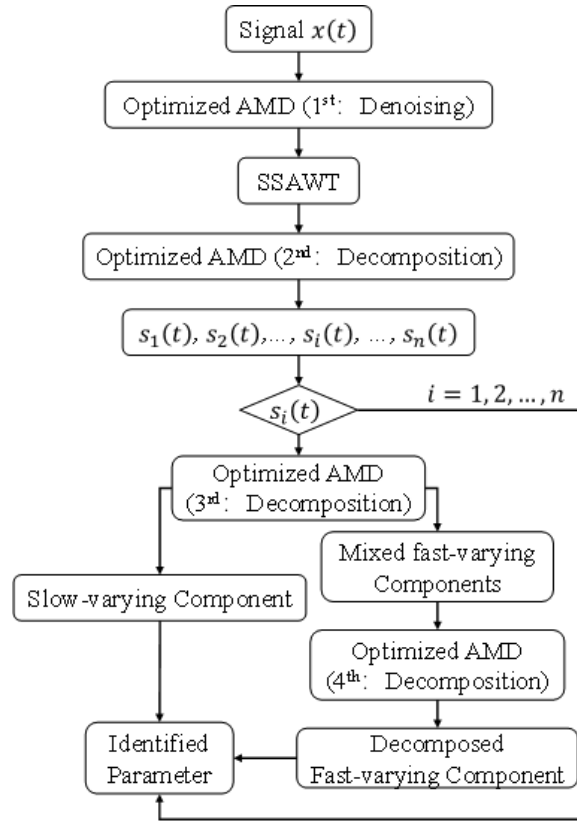 Signal x(t)
Optimized AMD (1st: Denoising)
SSAWT
Optimized AMD (2nd: Decomposition)
s1(t), s2(t),..., si(t), ..., sn(t)
si(t)
i = 1, 2, ..., n
Optimized AMD
(3rd: Decomposition)
Mixed fast-varying
Components
Slow-varying Component
Optimized AMD
(4th: Decomposition)
Identified
Parameter
Decomposed
Fast-varying Component